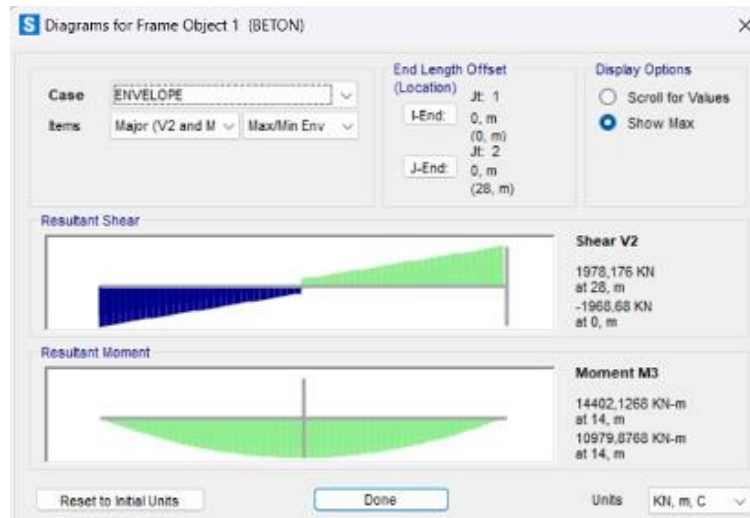 S Diagrams for Frame Object 1 (BETON)
Case ENVELOPE
Items Major (V2 and M Max/Min Env
End Length Offset
(Location)
Jt: 1
I-End: 0, m
(0, m)
Jt: 2
J-End: 0, m
(28, m)
Display Options
Scroll for Values
Show Max
Resultant Shear
Shear V2
1978,176 KN
at 28, m
-1968,68 KN
at 0, m
Resultant Moment
Moment M3
14402,1268 KN-m
at 14, m
10979,8768 KN-m
at 14, m
Reset to Initial Units Done Units KN, m, C